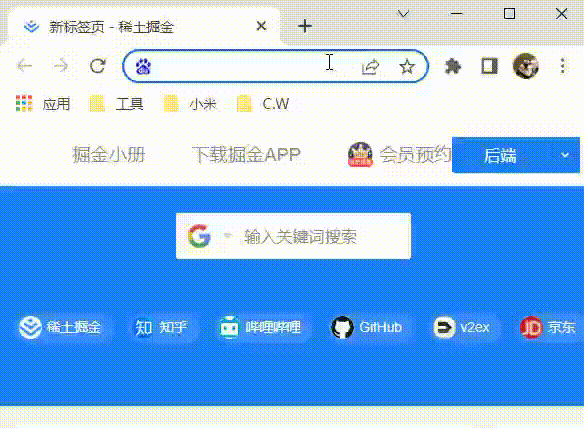 新标签页 - 稀土掘金
应用 工具 小米 C.W
掘金小册 下载掘金APP 会员预约 后端
输入关键词搜索
稀土掘金 知 知乎 哔哩哔哩 GitHub v2ex JD 京东